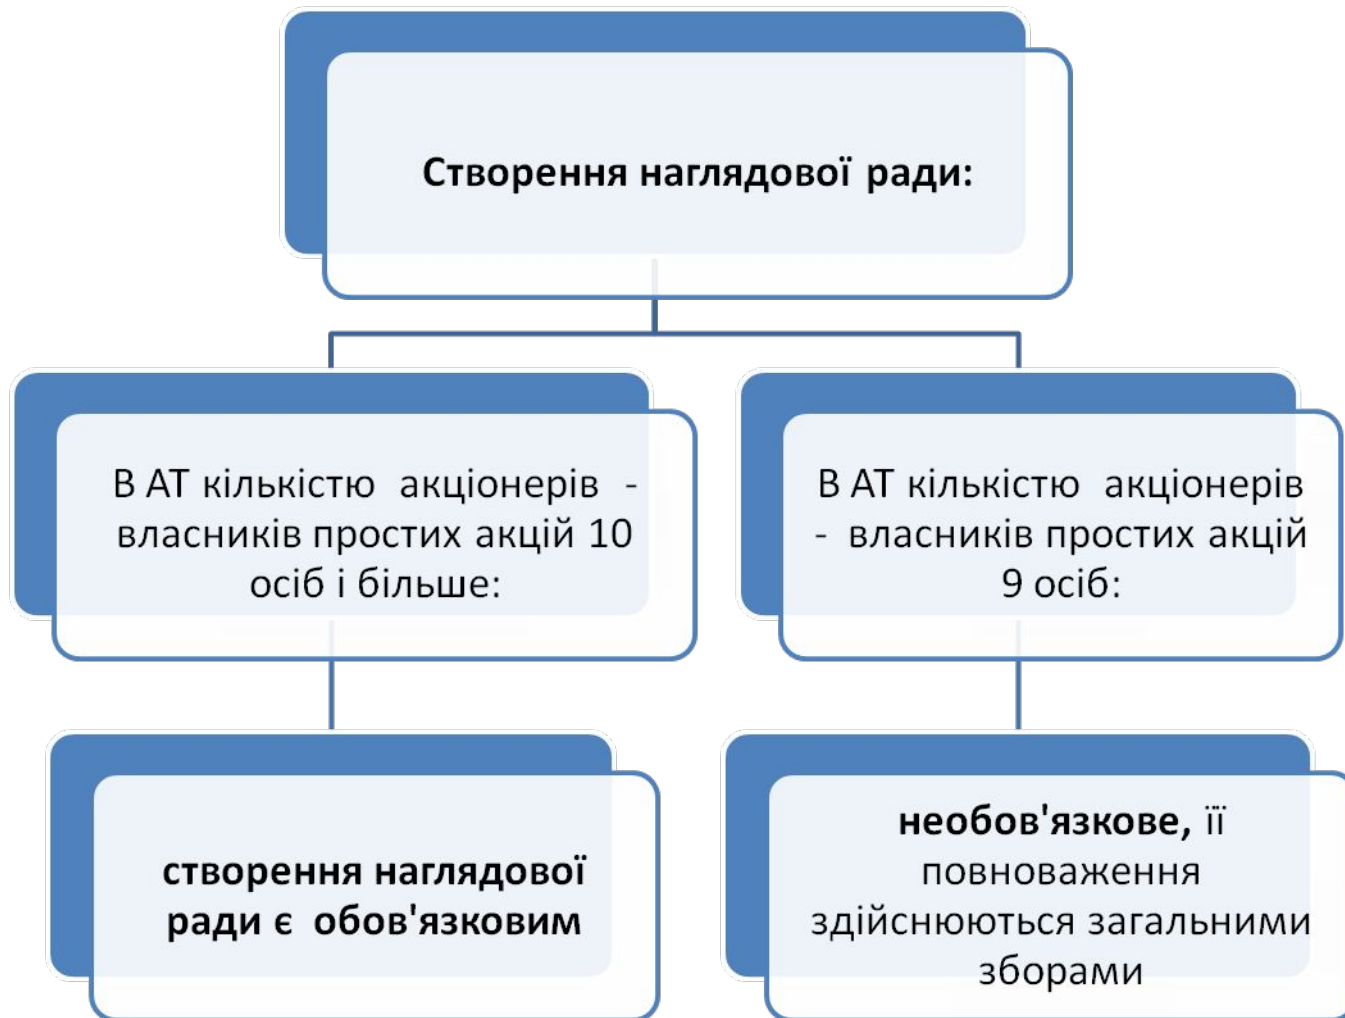 Створення наглядової ради:
В АТ кількістю акціонерів -
власників простих акцій 10
осіб і більше:
В АТ кількістю акціонерів
- власників простих акцій
9 осіб:
створення наглядової
ради є обов'язковим
необов'язкове, її
повноваження
здійснюються загальними
зборами